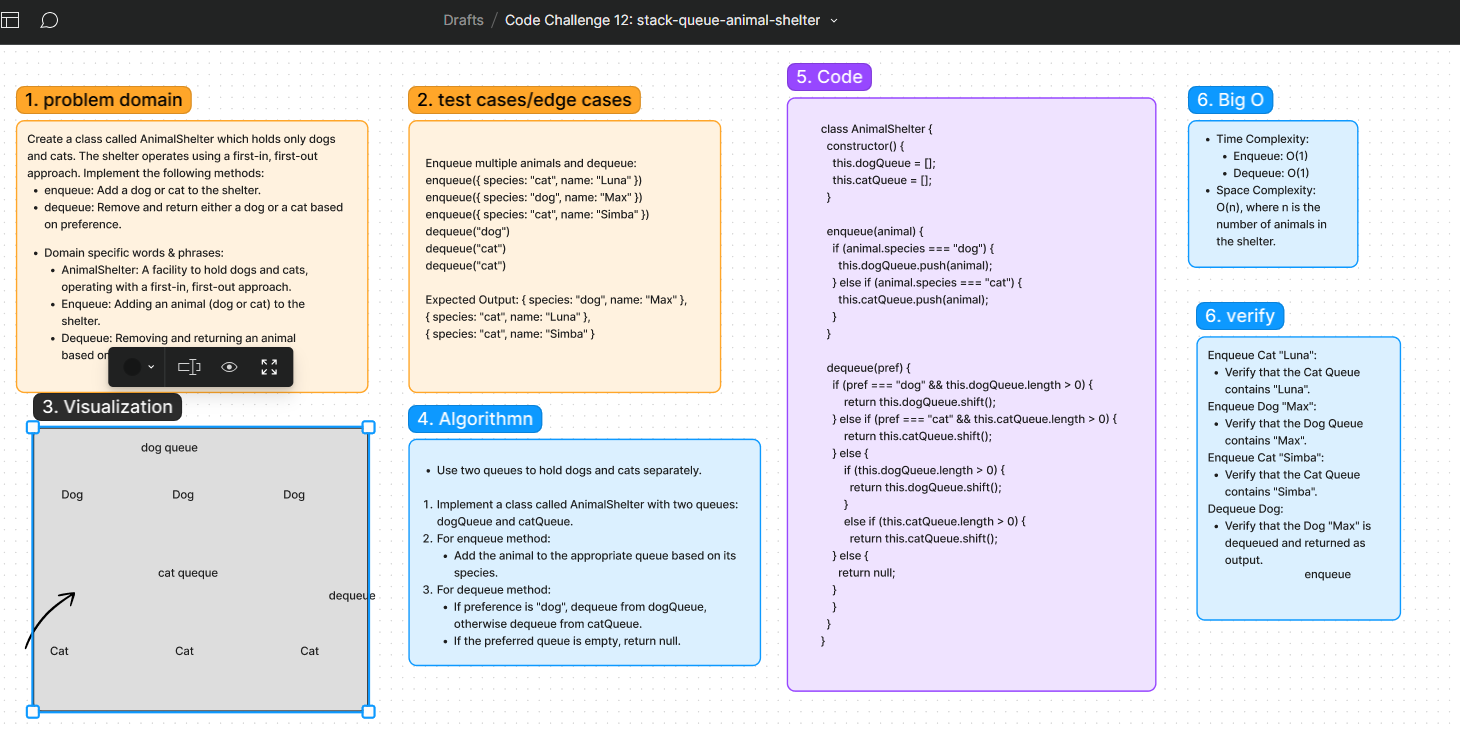 Drafts / Code Challenge 12: stack-queue-animal-shelter
1. problem domain
Create a class called AnimalShelter which holds only dogs
and cats. The shelter operates using a first-in, first-out
approach. Implement the following methods:
• enqueue: Add a dog or cat to the shelter.
• dequeue: Remove and return either a dog or a cat based
on preference.
• Domain specific words & phrases:
• AnimalShelter: A facility to hold dogs and cats,
operating with a first-in, first-out approach.
• Enqueue: Adding an animal (dog or cat) to the
shelter.
• Dequeue: Removing and returning an animal
based or
2. test cases/edge cases
Enqueue multiple animals and dequeue:
enqueue({ species: "cat", name: "Luna" })
enqueue({ species: "dog", name: "Max" })
enqueue({ species: "cat", name: "Simba" })
dequeue("dog")
dequeue("cat")
dequeue("cat")
Expected Output: { species: "dog", name: "Max" },
{ species: "cat", name: "Luna" },
{ species: "cat", name: "Simba" }
3. Visualization
dog queue
Dog Dog Dog
cat queque
dequeue
Cat Cat Cat
4. Algorithmn
• Use two queues to hold dogs and cats separately.
1. Implement a class called AnimalShelter with two queues:
dogQueue and catQueue.
2. For enqueue method:
• Add the animal to the appropriate queue based on its
species.
3. For dequeue method:
• If preference is "dog", dequeue from dogQueue,
otherwise dequeue from catQueue.
• If the preferred queue is empty, return null.
5. Code
class AnimalShelter {
constructor() {
this.dogQueue = [];
this.catQueue = [];
}
enqueue(animal) {
if (animal.species === "dog") {
this.dogQueue.push(animal);
} else if (animal.species === "cat") {
this.catQueue.push(animal);
}
}
dequeue(pref) {
if (pref === "dog" && this.dogQueue.length > 0) {
return this.dogQueue.shift();
} else if (pref === "cat" && this.catQueue.length > 0) {
return this.catQueue.shift();
} else {
if (this.dogQueue.length > 0) {
return this.dogQueue.shift();
}
else if (this.catQueue.length > 0) {
return this.catQueue.shift();
} else {
return null;
}
}
}
}
6. Big O
• Time Complexity:
• Enqueue: O(1)
• Dequeue: O(1)
• Space Complexity:
O(n), where n is the
number of animals in
the shelter.
6. verify
Enqueue Cat "Luna":
• Verify that the Cat Queue
contains "Luna".
Enqueue Dog "Max":
• Verify that the Dog Queue
contains "Max".
Enqueue Cat "Simba":
• Verify that the Cat Queue
contains "Simba".
Dequeue Dog:
• Verify that the Dog "Max" is
dequeued and returned as
output.
enqueue